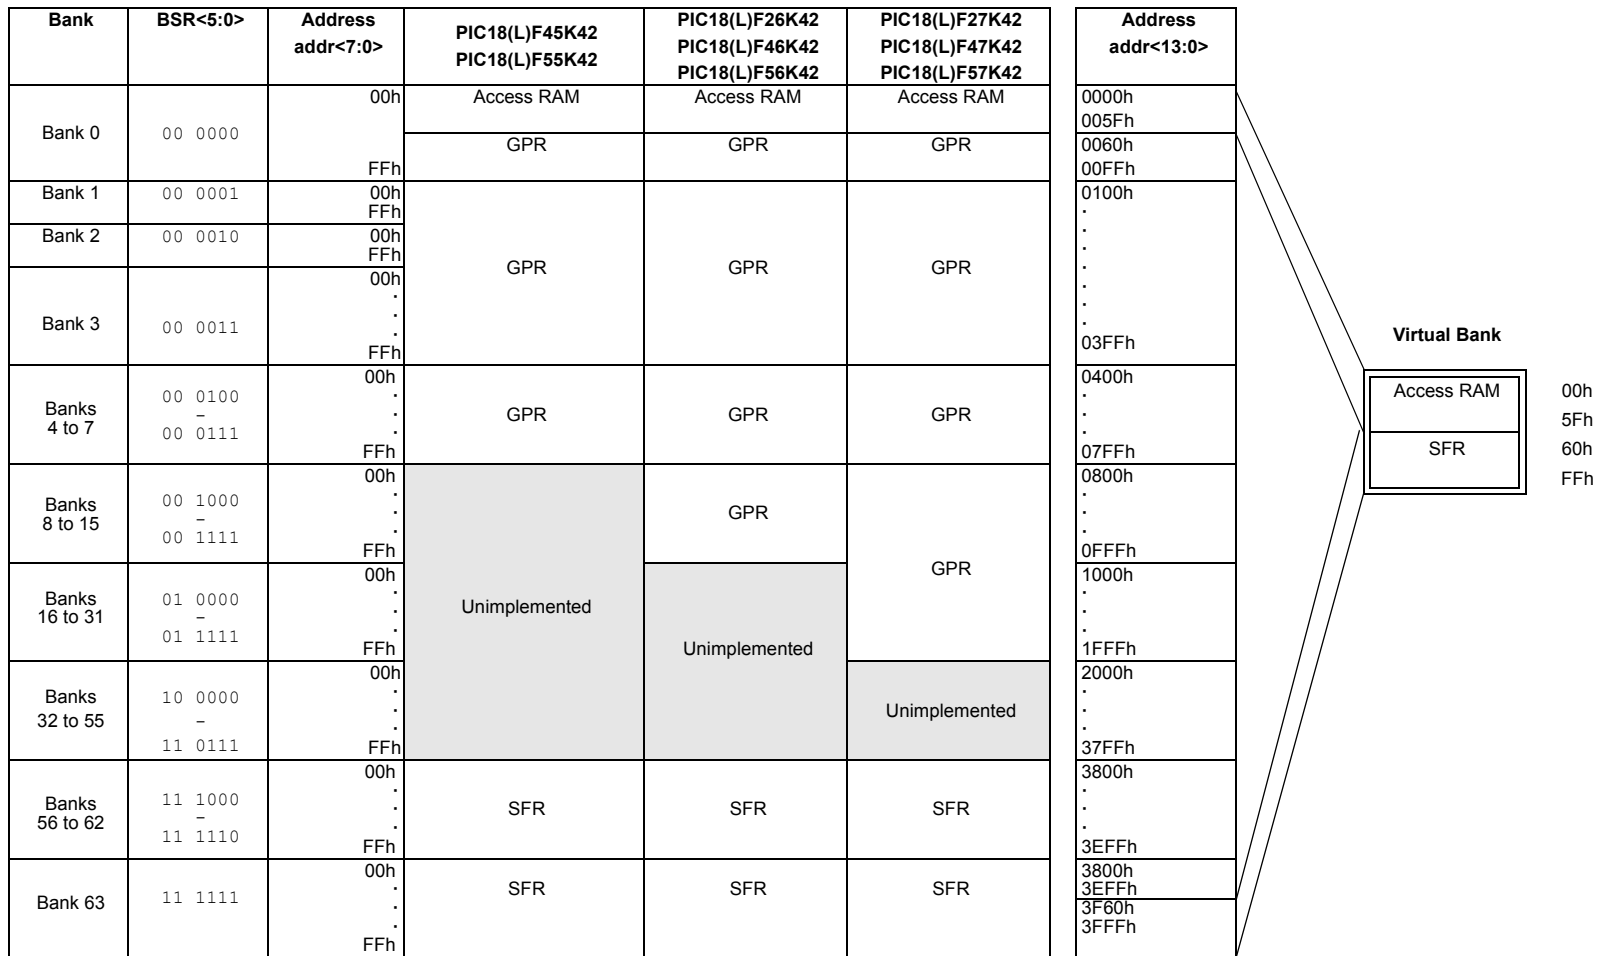 Bank BSR<5:0> Address addr<7:0> PIC18(L)F45K42 PIC18(L)F55K42 PIC18(L)F26K42 PIC18(L)F46K42 PIC18(L)F56K42 PIC18(L)F27K42 PIC18(L)F47K42 PIC18(L)F57K42 Address addr<13:0>
Bank 0 00 0000 00h Access RAM Access RAM Access RAM 0000h
005Fh
GPR GPR GPR 0060h
FFh 00FFh
Bank 1 00 0001 00h 0100h
FFh .
Bank 2 00 0010 00h .
FFh .
GPR GPR GPR
Bank 3 00 0011 00h .
. .
. .
. .
FFh 03FFh
Virtual Bank
Access RAM 00h
5Fh
SFR 60h
FFh
Banks 4 to 7 00 0100 – 00 0111 00h 0400h
. .
. GPR GPR GPR .
. .
FFh 07FFh
Banks 8 to 15 00 1000 – 00 1111 00h 0800h
. .
. GPR .
. .
FFh 0FFFh
GPR
Banks 16 to 31 01 0000 – 01 1111 00h 1000h
. .
. Unimplemented .
. .
FFh Unimplemented 1FFFh
Banks 32 to 55 10 0000 – 11 0111 00h 2000h
. .
. Unimplemented .
. .
FFh 37FFh
Banks 56 to 62 11 1000 – 11 1110 00h 3800h
. .
. SFR SFR SFR .
. .
FFh 3EFFh
Bank 63 11 1111 00h 3800h
. SFR SFR SFR 3EFFh
. 3F60h
. 3FFFh
FFh